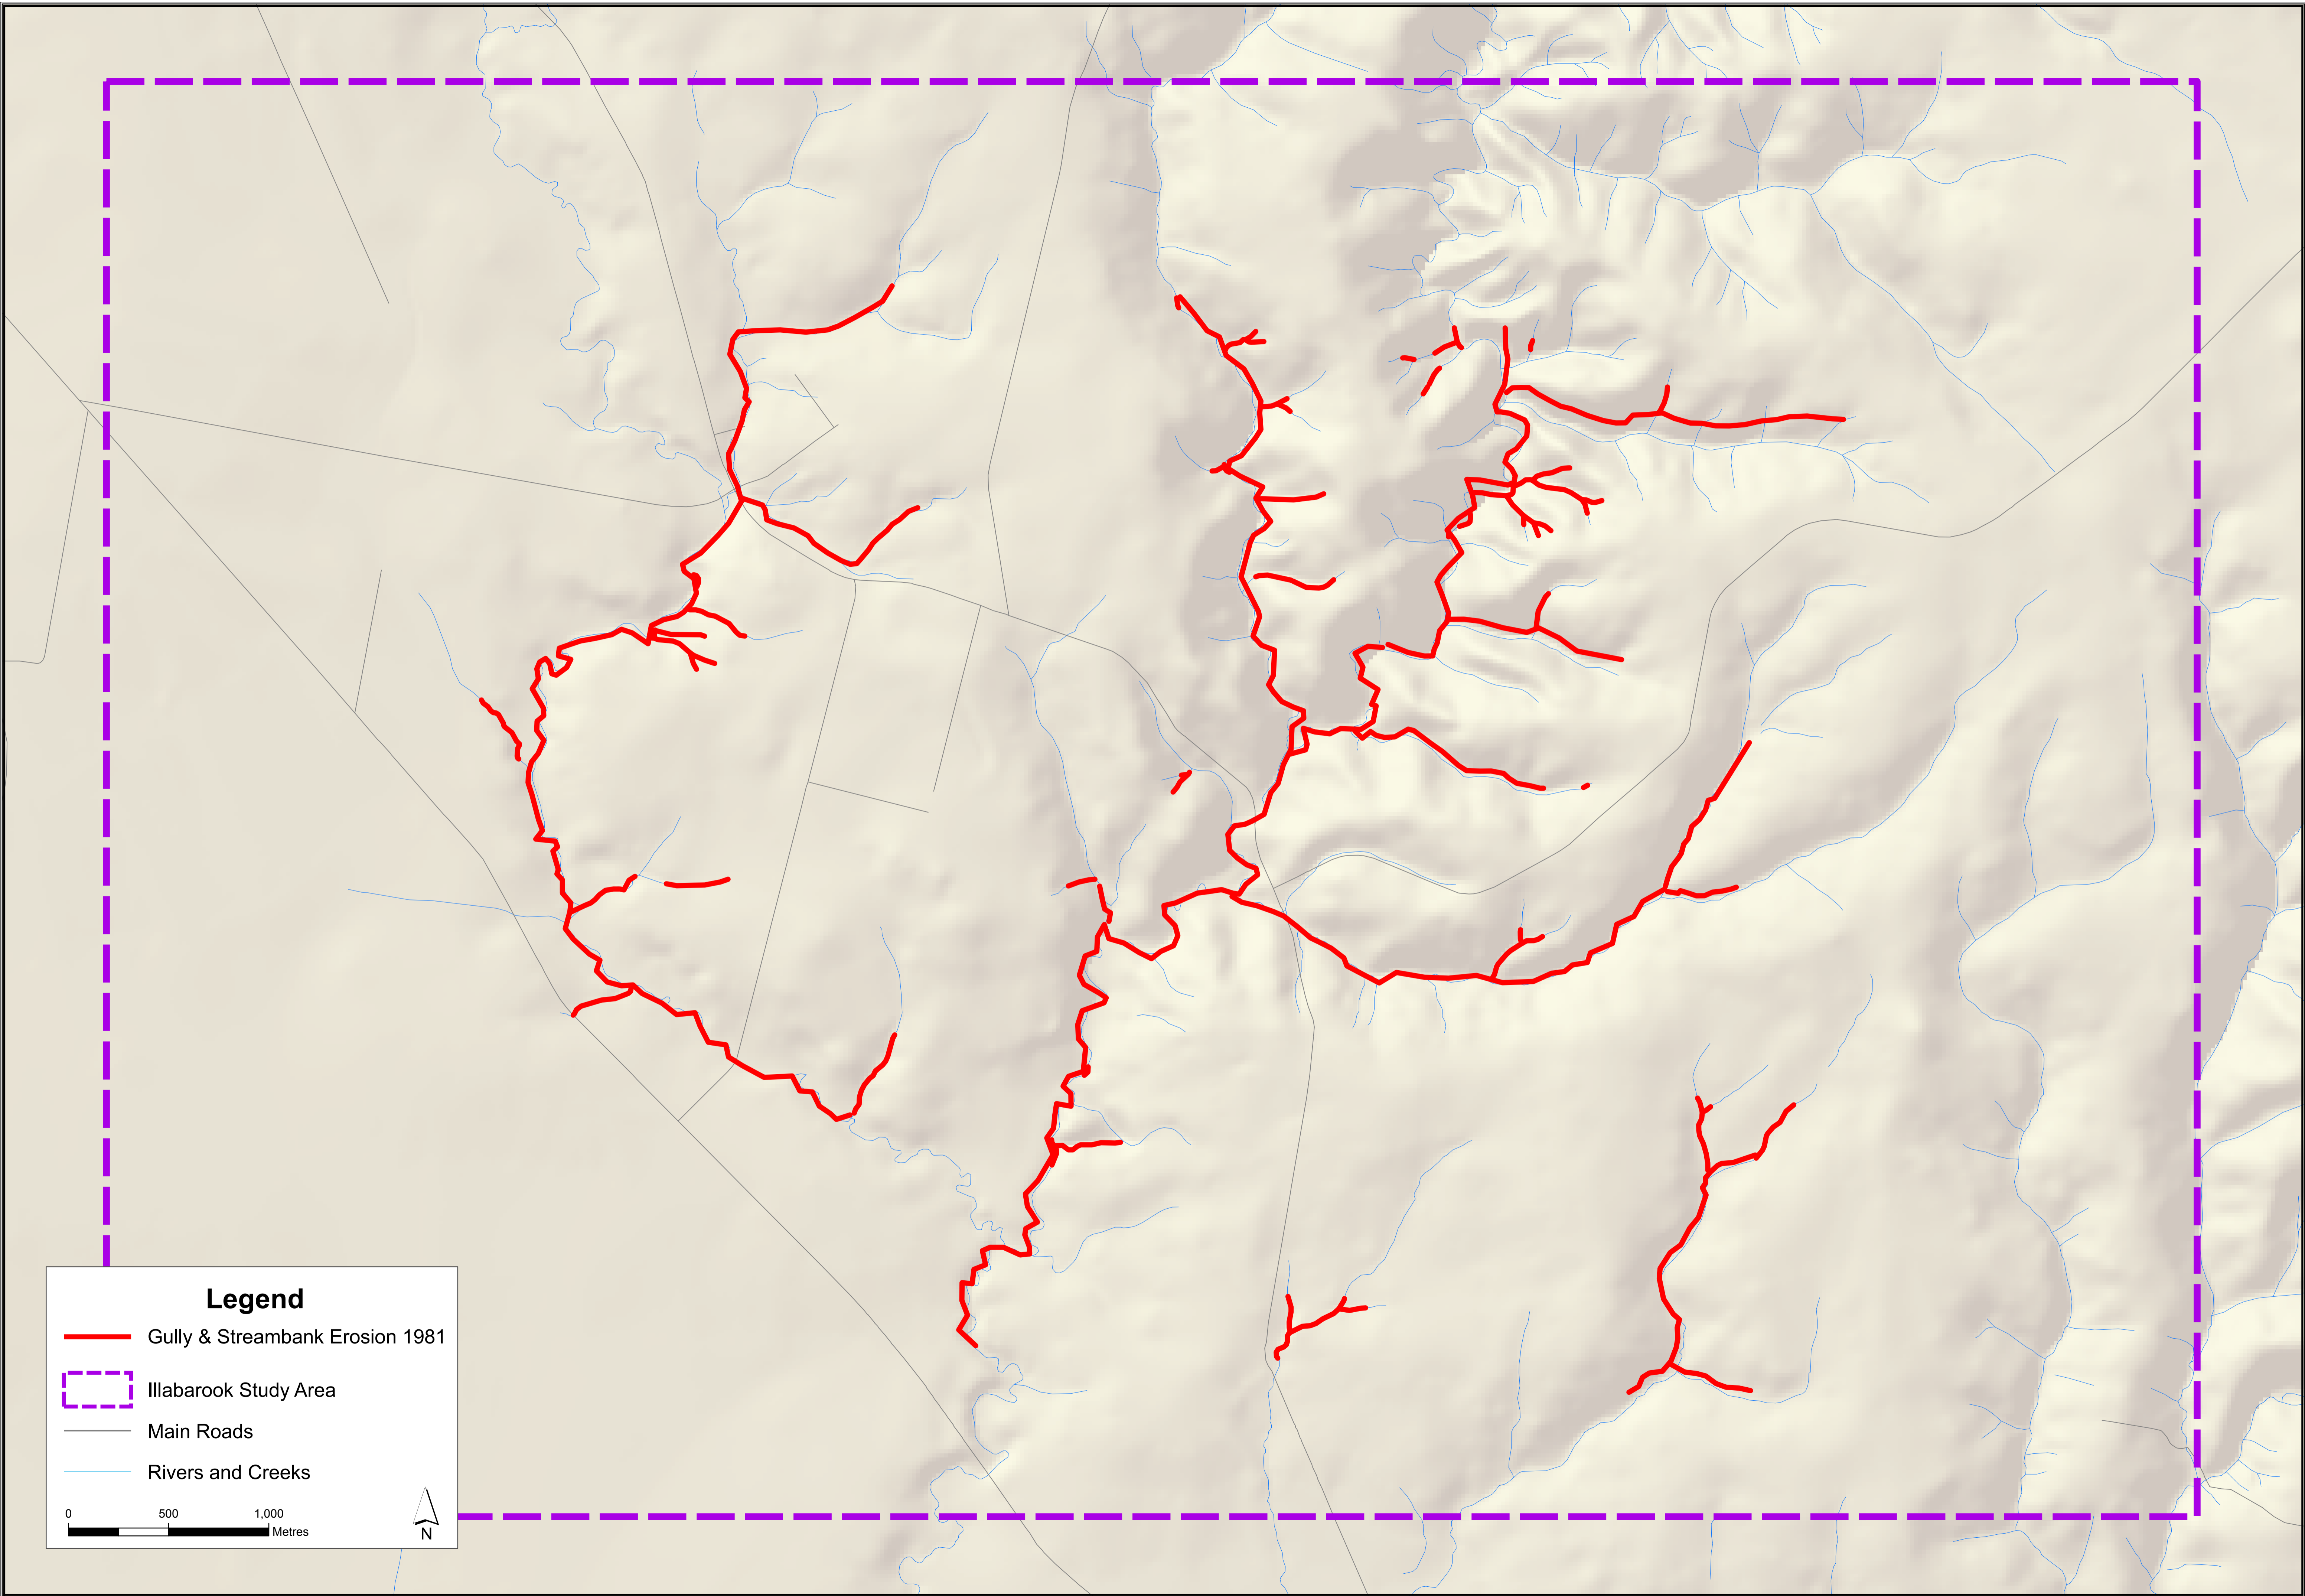 Legend
Gully & Streambank Erosion 1981
Illabarook Study Area
Main Roads
Rivers and Creeks
0 500 1,000
Metres
N